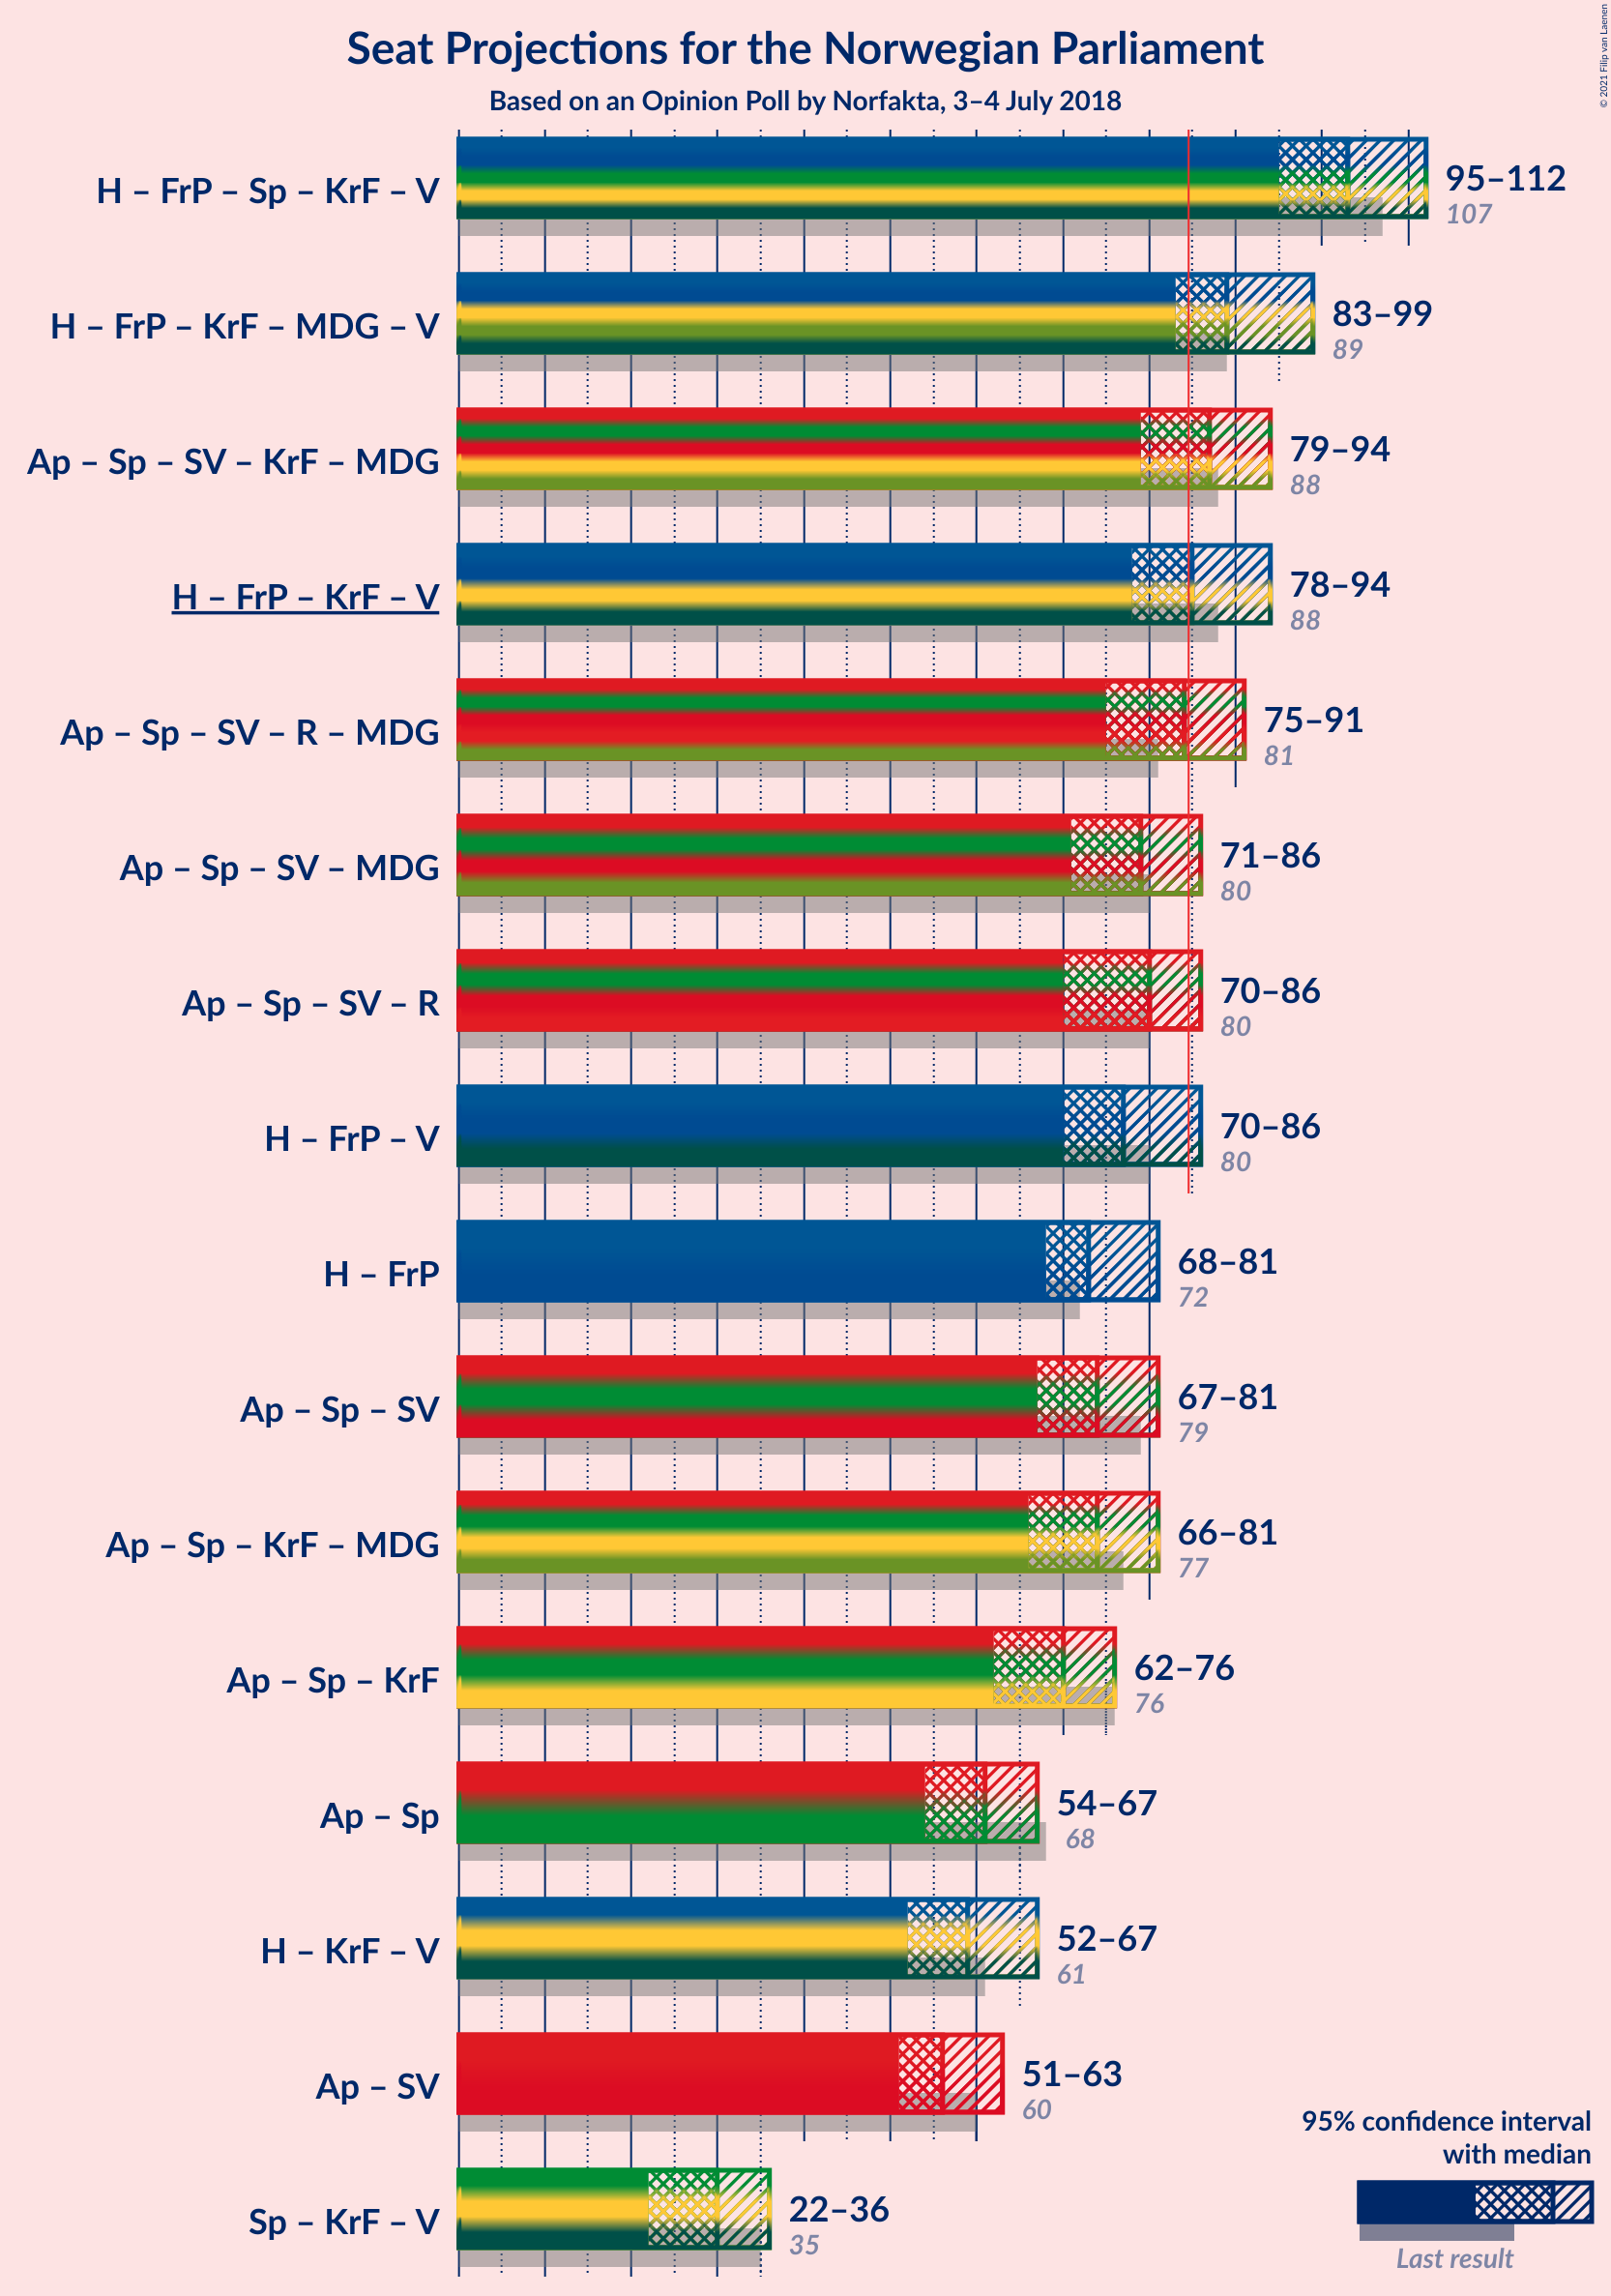 © 2021 Filip van Laenen
Seat Projections for the Norwegian Parliament
Based on an Opinion Poll by Norfakta, 3–4 July 2018
H – FrP – Sp – KrF – V
95–112
107
H – FrP – KrF – MDG – V
83–99
89
Ap – Sp – SV – KrF – MDG
79–94
88
H – FrP – KrF – V
78–94
88
Ap – Sp – SV – R – MDG
75–91
81
Ap – Sp – SV – MDG
71–86
80
Ap – Sp – SV – R
70–86
80
H – FrP – V
70–86
80
H – FrP
68–81
72
Ap – Sp – SV
67–81
79
Ap – Sp – KrF – MDG
66–81
77
Ap – Sp – KrF
62–76
76
Ap – Sp
54–67
68
H – KrF – V
52–67
61
Ap – SV
51–63
60
Sp – KrF – V
22–36
35
95% confidence interval
with median
Last result